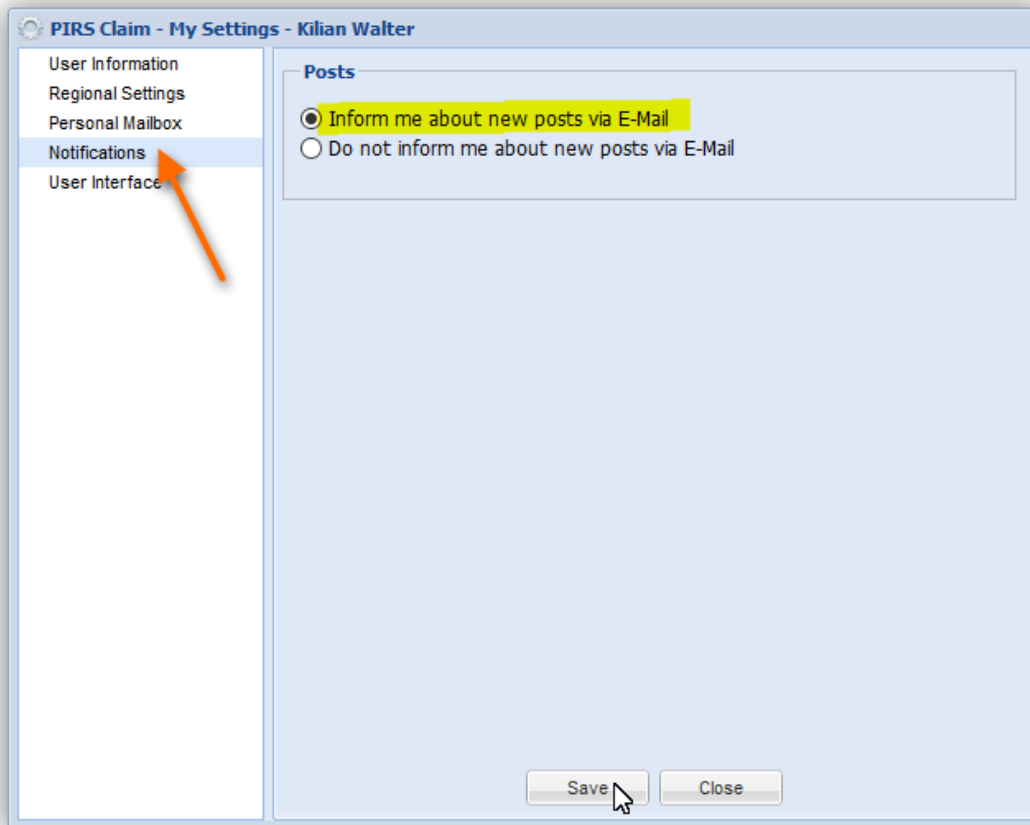 PIRS Claim - My Settings - Kilian Walter
User Information
Regional Settings
Personal Mailbox
Notifications
User Interface
Posts
Inform me about new posts via E-Mail
Do not inform me about new posts via E-Mail
Save
Close